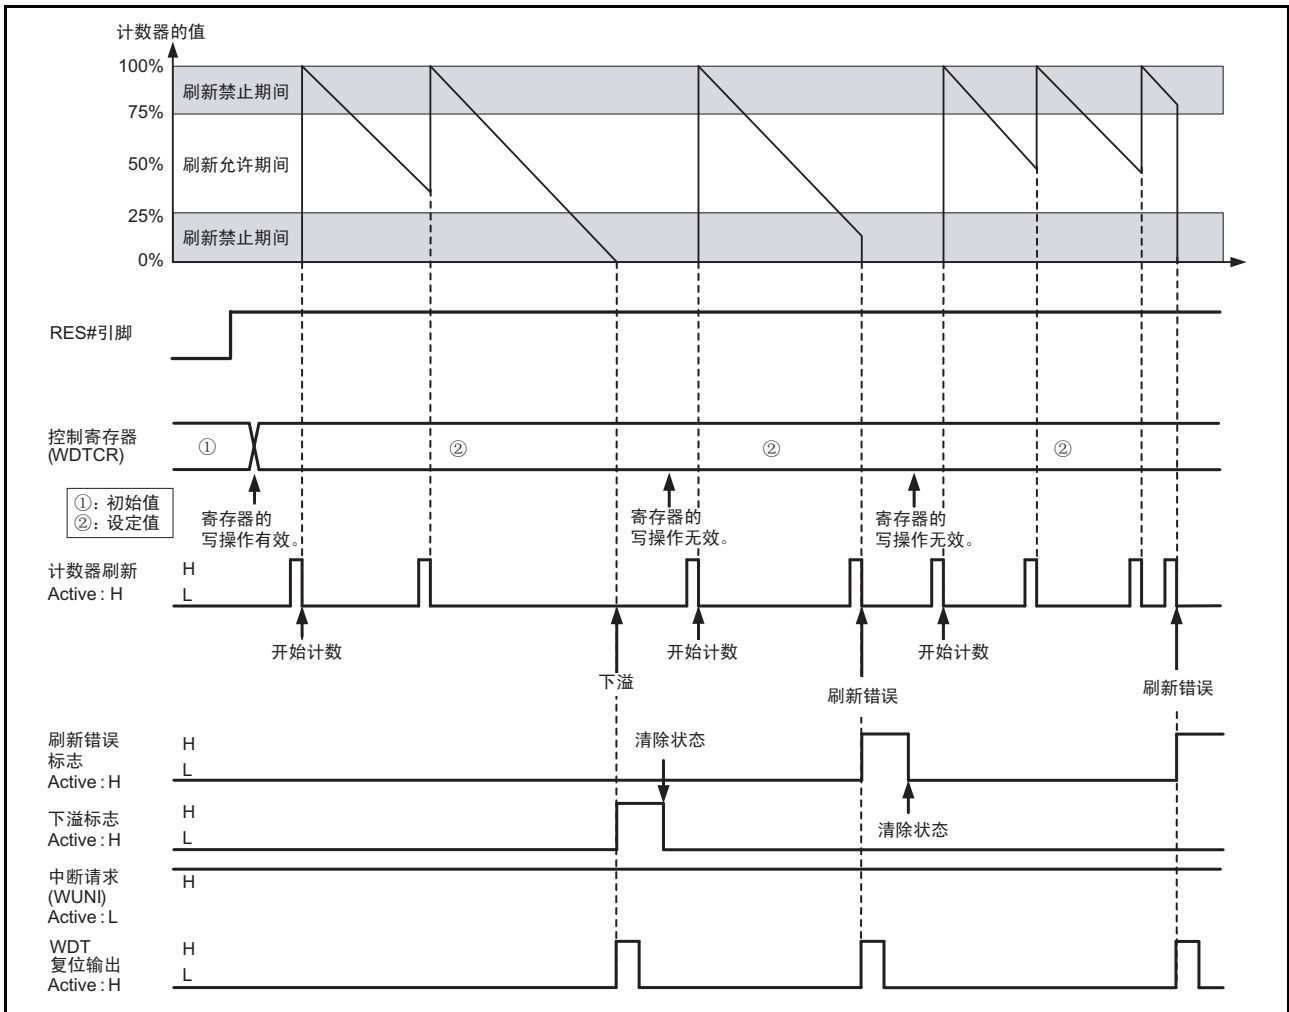 计数器的值
100%
刷新禁止期间
75%
50%
刷新允许期间
25%
刷新禁止期间
0%
RES#引脚
控制寄存器
(WDTCR)
①
②
②
②
①: 初始值
②: 设定值
寄存器的
写操作有效。
寄存器的
写操作无效。
寄存器的
写操作无效。
计数器刷新
Active : H
H
L
开始计数
开始计数
开始计数
下溢
刷新错误
刷新错误
刷新错误
标志
Active : H
H
L
清除状态
清除状态
下溢标志
Active : H
H
L
中断请求
(WUNI)
Active : L
H
WDT
复位输出
Active : H
H
L